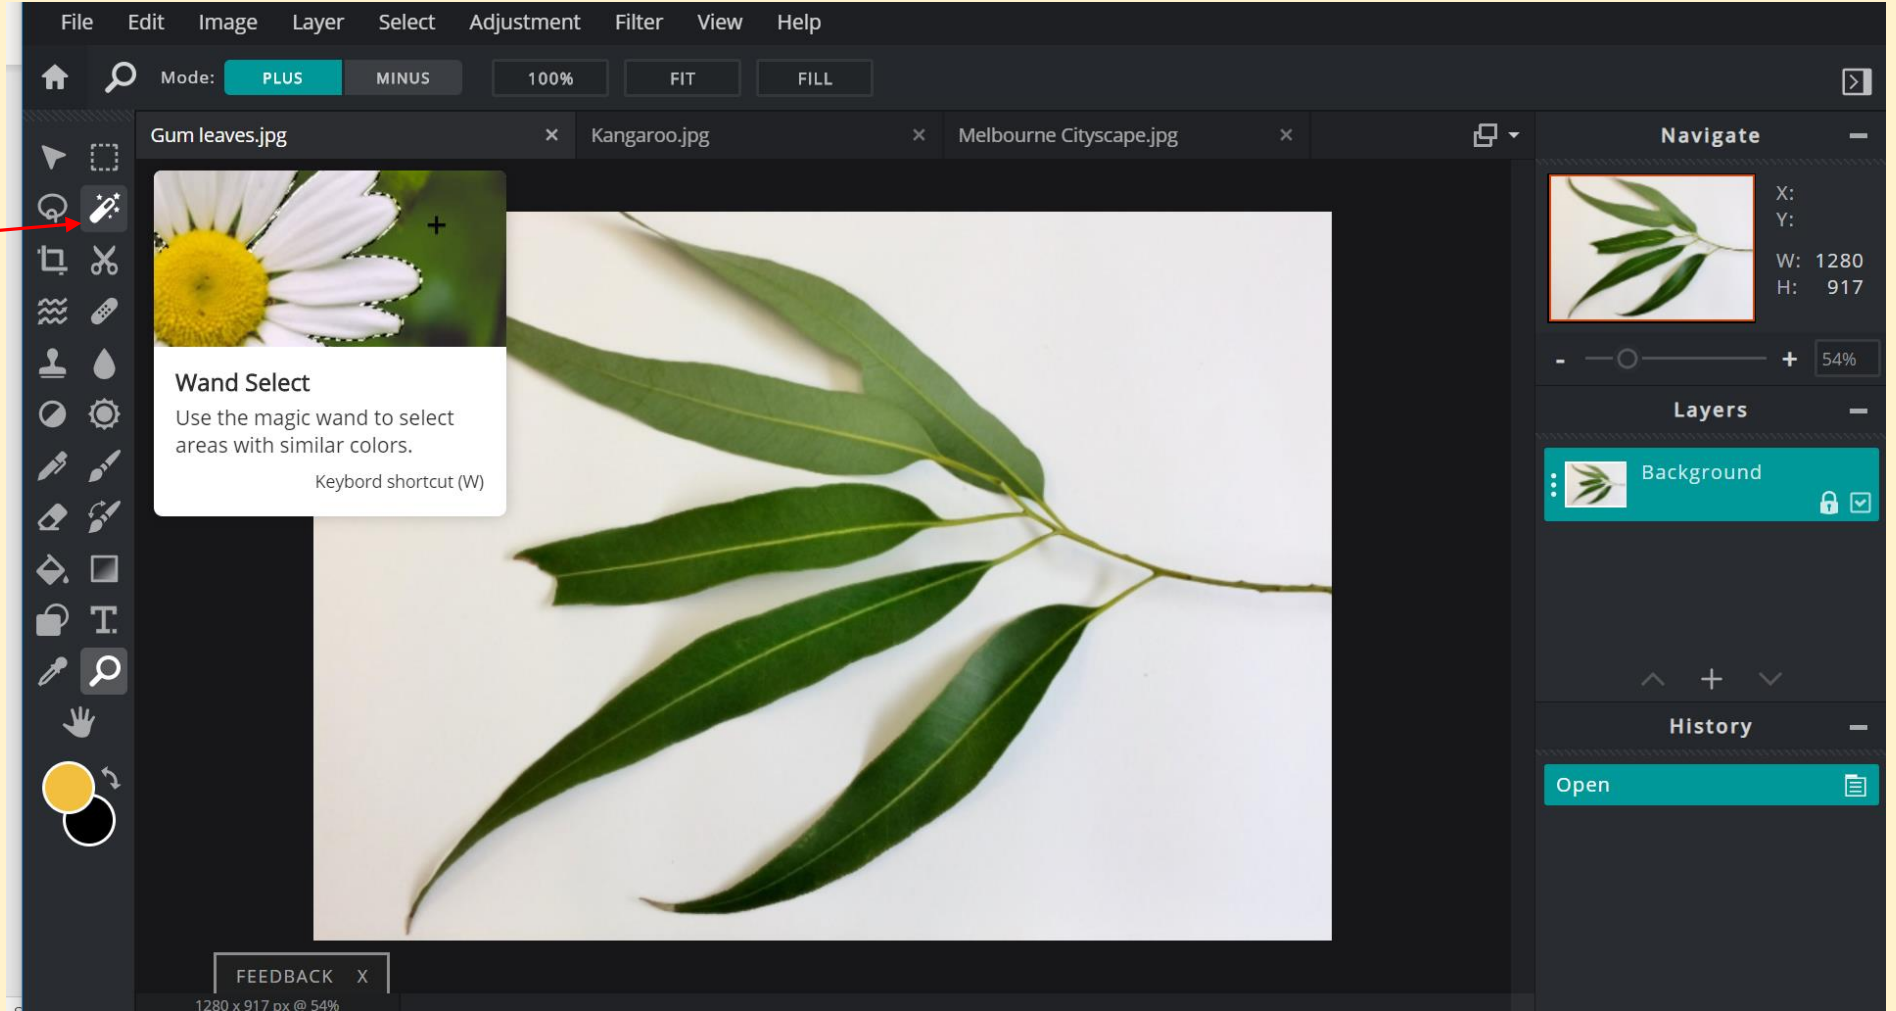 File Edit Image Layer Select Adjustment Filter View Help
Mode: PLUS MINUS 100% FIT FILL
Gum leaves.jpg × Kangaroo.jpg × Melbourne Cityscape.jpg ×
Wand Select
Use the magic wand to select
areas with similar colors.
Keybord shortcut (W)
T.
FEEDBACK X
1280 x 917 px @ 54%
Navigate
X:
Y:
W: 1280
H: 917
- + 54%
Layers
Background
History
Open